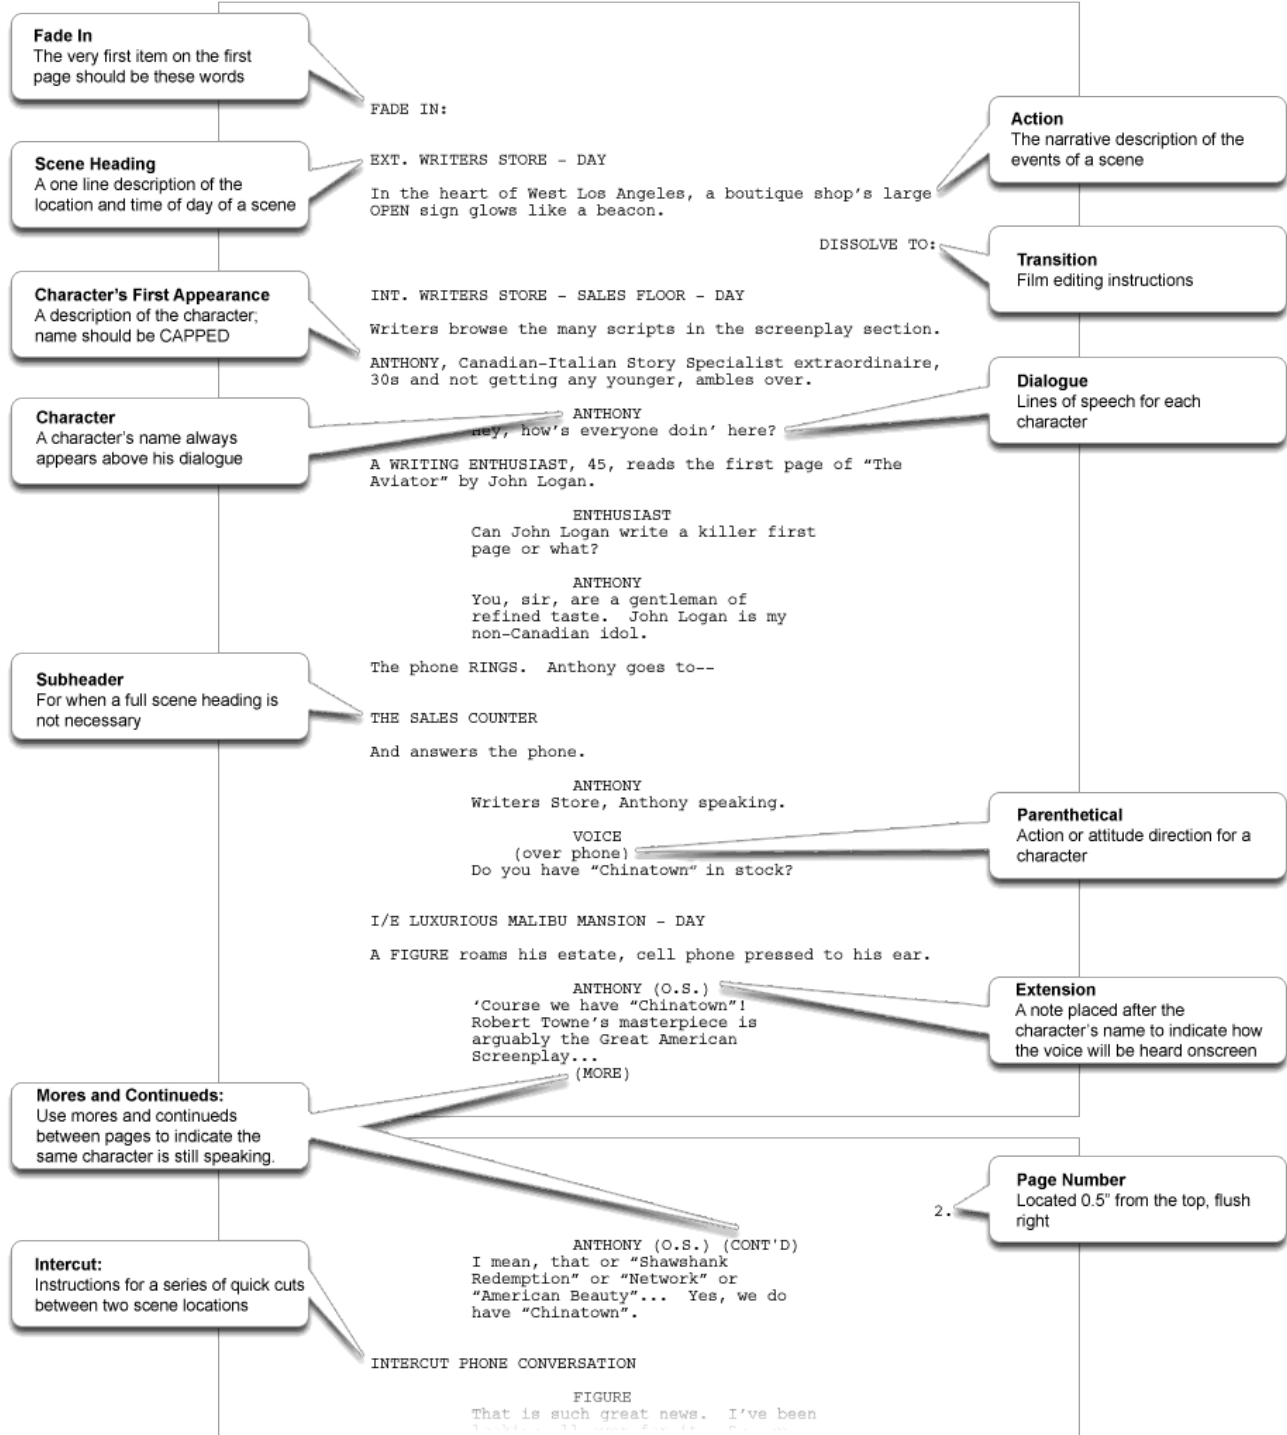 Fade In
The very first item on the first
page should be these words
FADE IN:
Action
The narrative description of the
events of a scene
Scene Heading
A one line description of the
location and time of day of a scene
EXT. WRITERS STORE - DAY
In the heart of West Los Angeles, a boutique shop's large
OPEN sign glows like a beacon.
DISSOLVE TO:
Transition
Film editing instructions
Character's First Appearance
A description of the character;
name should be CAPPED
INT. WRITERS STORE - SALES FLOOR - DAY
Writers browse the many scripts in the screenplay section.
ANTHONY, Canadian-Italian Story Specialist extraordinaire,
30s and not getting any younger, ambles over.
Dialogue
Lines of speech for each
character
Character
A character's name always
appears above his dialogue
ANTHONY
Hey, how's everyone doin' here?
A WRITING ENTHUSIAST, 45, reads the first page of “The
Aviator” by John Logan.
ENTHUSIAST
Can John Logan write a killer first
page or what?
ANTHONY
You, sir, are a gentleman of
refined taste.  John Logan is my
non-Canadian idol.
The phone RINGS.  Anthony goes to--
Subheader
For when a full scene heading is
not necessary
THE SALES COUNTER
And answers the phone.
ANTHONY
Writers Store, Anthony speaking.
VOICE
(over phone)
Do you have “Chinatown” in stock?
Parenthetical
Action or attitude direction for a
character
I/E LUXURIOUS MALIBU MANSION - DAY
A FIGURE roams his estate, cell phone pressed to his ear.
ANTHONY (O.S.)
'Course we have “Chinatown”!
Robert Towne's masterpiece is
arguably the Great American
Screenplay...
(MORE)
Extension
A note placed after the
character's name to indicate how
the voice will be heard onscreen
Mores and Continueds:
Use mores and continueds
between pages to indicate the
same character is still speaking.
Page Number
Located 0.5” from the top, flush
right
2.
ANTHONY (O.S.) (CONT'D)
I mean, that or “Shawshank
Redemption” or “Network” or
“American Beauty”...  Yes, we do
have “Chinatown”.
Intercut:
Instructions for a series of quick cuts
between two scene locations
INTERCUT PHONE CONVERSATION
FIGURE
That is such great news.  I've been